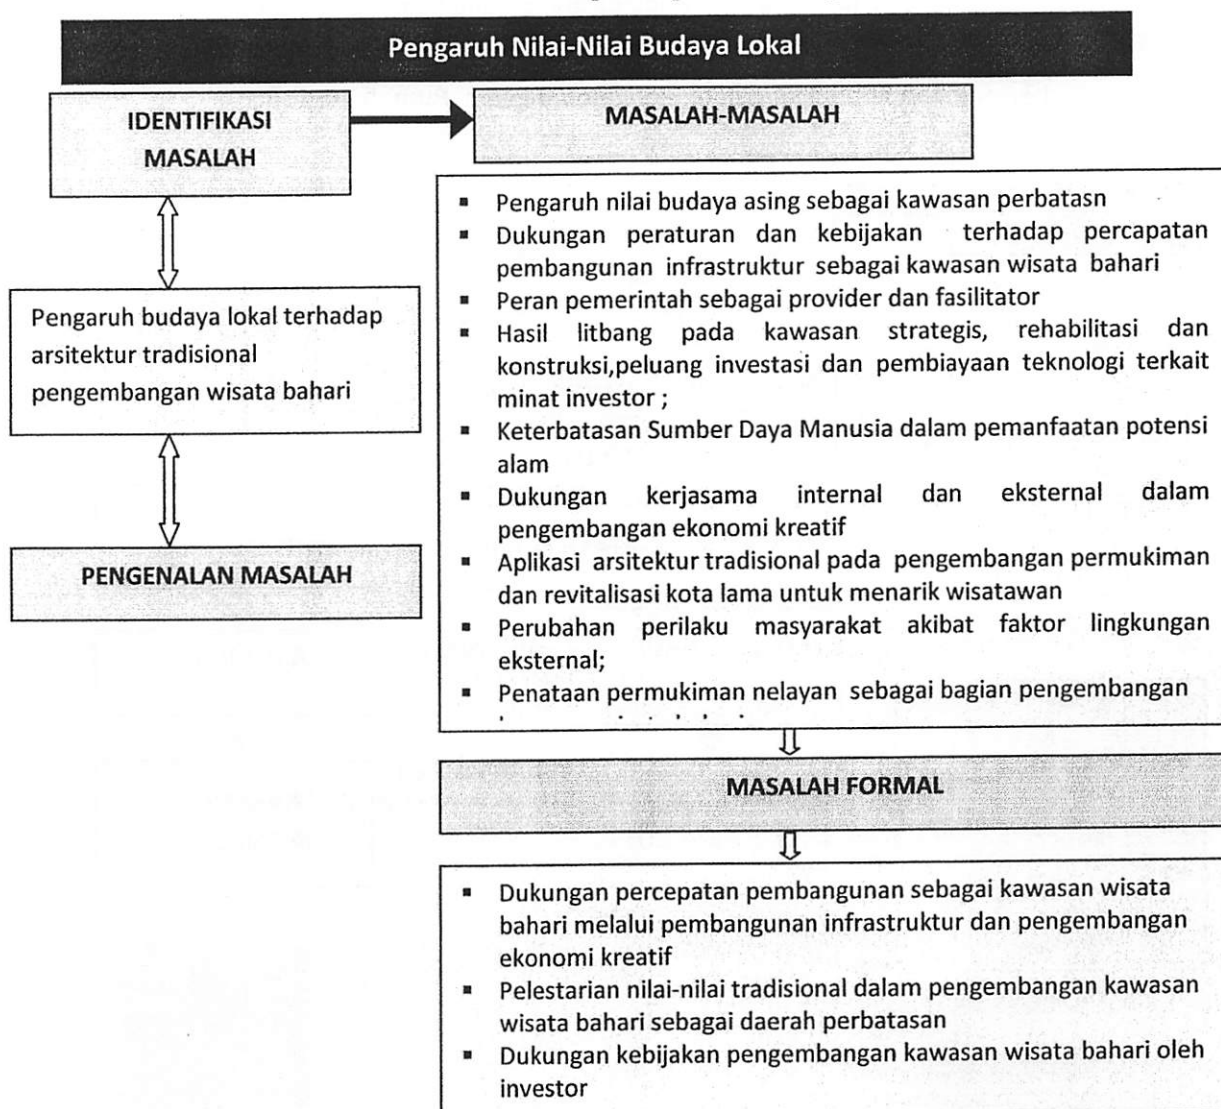 Pengaruh Nilai-Nilai Budaya Lokal
IDENTIFIKASI
MASALAH
MASALAH-MASALAH
Pengaruh budaya lokal terhadap
arsitektur tradisional
pengembangan wisata bahari
PENGENALAN MASALAH
▪ Pengaruh nilai budaya asing sebagai kawasan perbatasn
▪ Dukungan peraturan dan kebijakan terhadap percapatan
pembangunan infrastruktur sebagai kawasan wisata bahari
▪ Peran pemerintah sebagai provider dan fasilitator
▪ Hasil litbang pada kawasan strategis, rehabilitasi dan
konstruksi,peluang investasi dan pembiayaan teknologi terkait
minat investor ;
▪ Keterbatasan Sumber Daya Manusia dalam pemanfaatan potensi
alam
▪ Dukungan kerjasama internal dan eksternal dalam
pengembangan ekonomi kreatif
▪ Aplikasi arsitektur tradisional pada pengembangan permukiman
dan revitalisasi kota lama untuk menarik wisatawan
▪ Perubahan perilaku masyarakat akibat faktor lingkungan
eksternal;
▪ Penataan permukiman nelayan sebagai bagian pengembangan
MASALAH FORMAL
▪ Dukungan percepatan pembangunan sebagai kawasan wisata
bahari melalui pembangunan infrastruktur dan pengembangan
ekonomi kreatif
▪ Pelestarian nilai-nilai tradisional dalam pengembangan kawasan
wisata bahari sebagai daerah perbatasan
▪ Dukungan kebijakan pengembangan kawasan wisata bahari oleh
investor